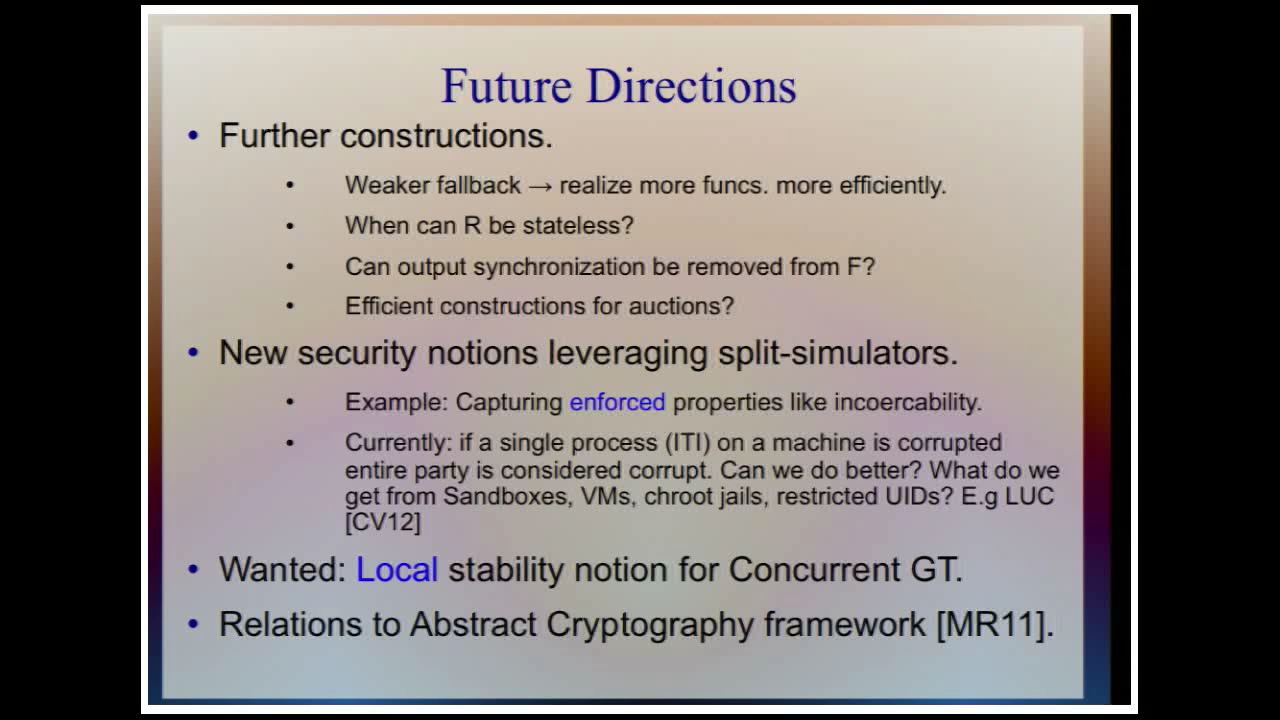 Future Directions
• Further constructions.
• Weaker fallback → realize more funcs. more efficiently.
• When can R be stateless?
• Can output synchronization be removed from F?
• Efficient constructions for auctions?
• New security notions leveraging split-simulators.
• Example: Capturing enforced properties like incoercability.
• Currently: if a single process (ITI) on a machine is corrupted
entire party is considered corrupt. Can we do better? What do we
get from Sandboxes, VMs, chroot jails, restricted UIDs? E.g LUC
[CV12]
• Wanted: Local stability notion for Concurrent GT.
• Relations to Abstract Cryptography framework [MR11].